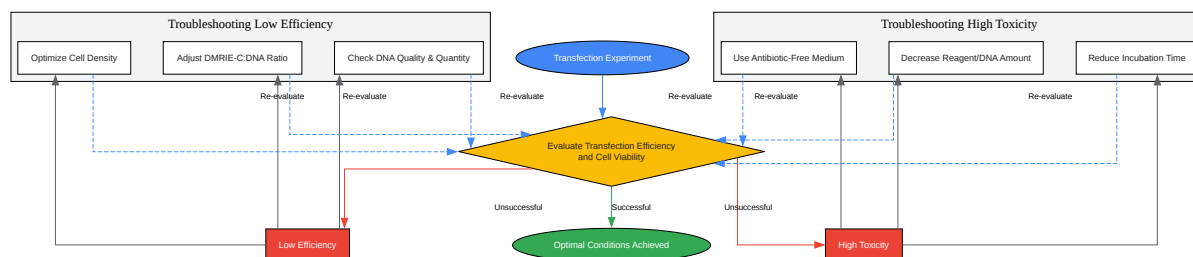 Troubleshooting Low Efficiency
Troubleshooting High Toxicity
Optimize Cell Density
Adjust DMRIE-C:DNA Ratio
Check DNA Quality & Quantity
Transfection Experiment
Use Antibiotic-Free Medium
Decrease Reagent/DNA Amount
Reduce Incubation Time
Re-evaluate
Re-evaluate
Re-evaluate
Re-evaluate
Re-evaluate
Re-evaluate
Evaluate Transfection Efficiency
and Cell Viability
Unsuccessful
Successful
Unsuccessful
Low Efficiency
Optimal Conditions Achieved
High Toxicity